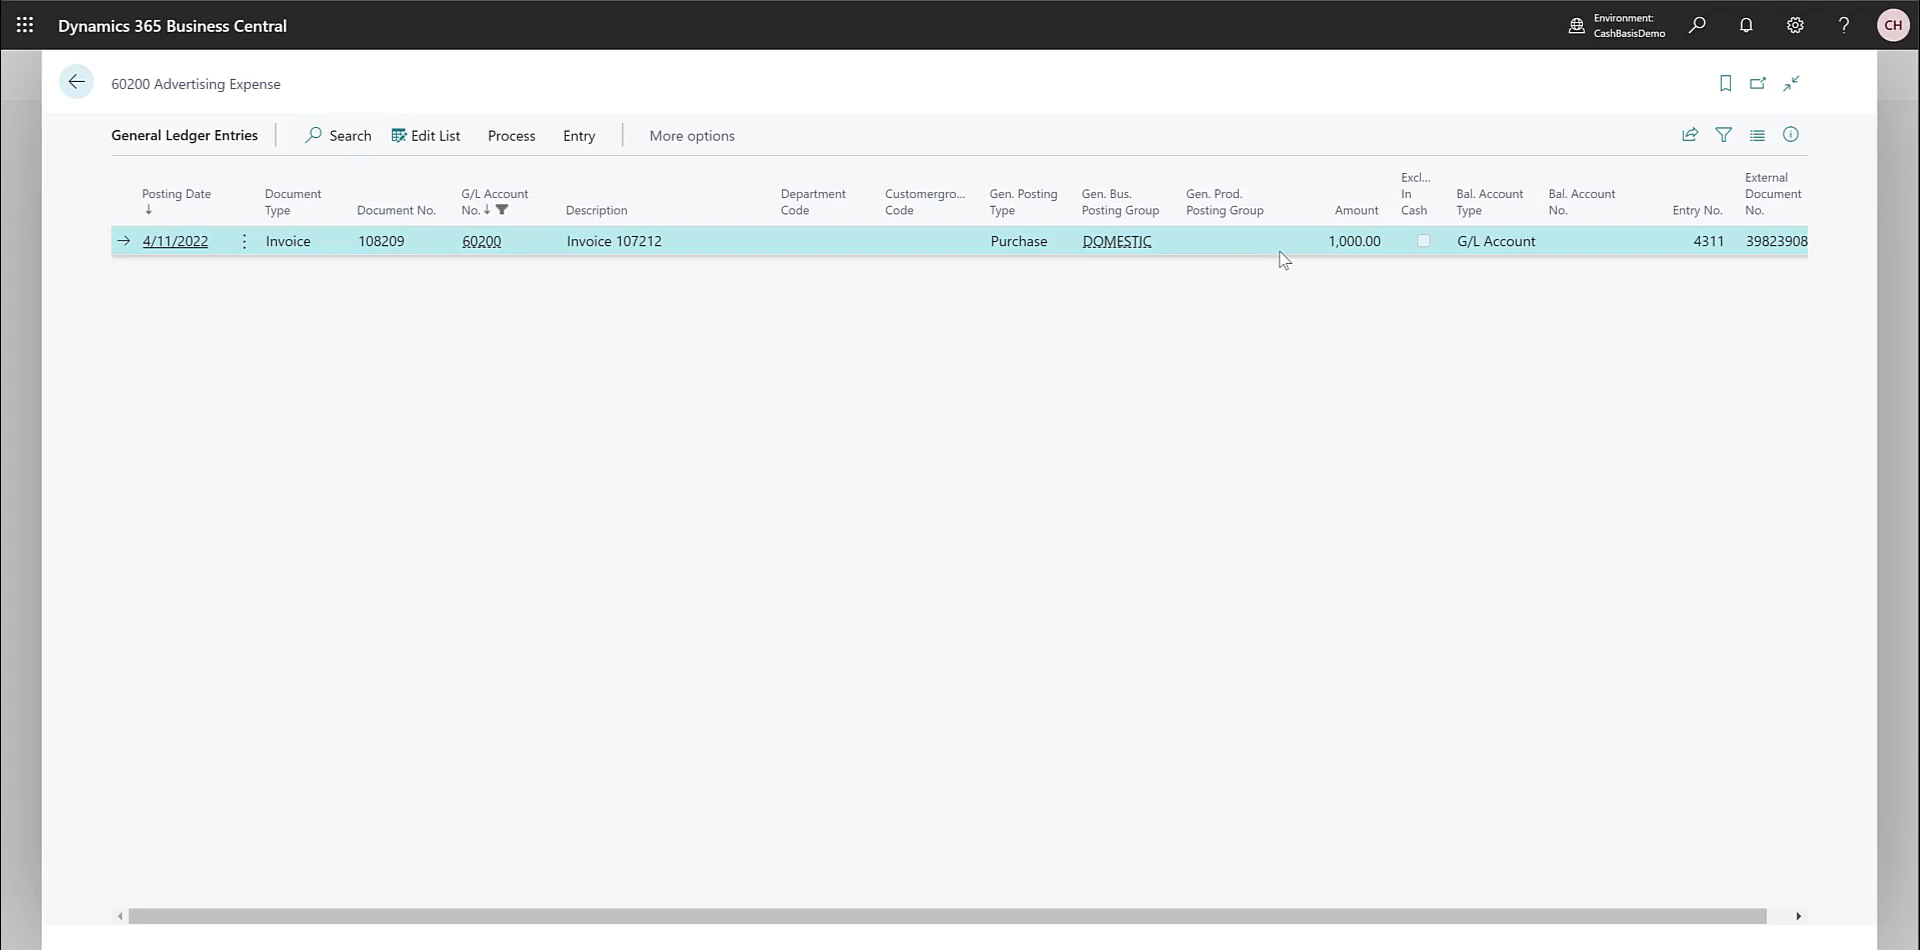 Dynamics 365 Business Central
Environment:
CashBasisDemo
?
CH
60200 Advertising Expense
General Ledger Entries
Search
Edit List
Process
Entry
More options
Posting Date
Document
Type
Document No.
G/L Account
No.
Description
Department
Code
Customergro...
Code
Gen. Posting
Type
Gen. Bus.
Posting Group
Gen. Prod.
Posting Group
Amount
Excl...
In
Cash
Bal. Account
Type
Bal. Account
No.
Entry No.
External
Document
No.
4/11/2022 Invoice 108209 60200 Invoice 107212 Purchase DOMESTIC 1,000.00 G/L Account 4311 39823908